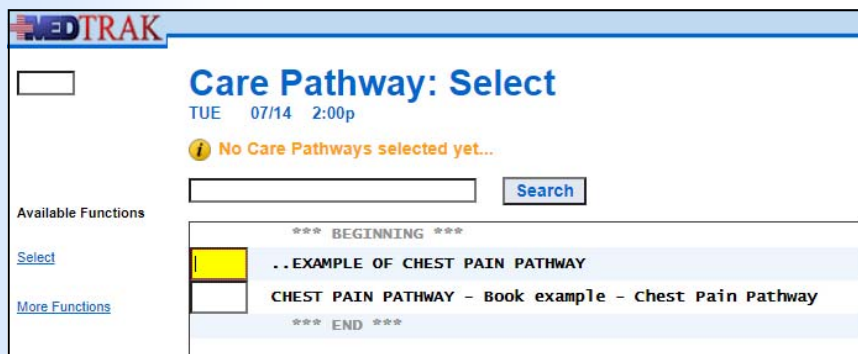 MEDTRAK
Care Pathway: Select
TUE 07/14 2:00p
i No Care Pathways selected yet...
Search
Available Functions
*** BEGINNING ***
Select
..EXAMPLE OF CHEST PAIN PATHWAY
More Functions
CHEST PAIN PATHWAY - Book example - Chest Pain Pathway
*** END ***